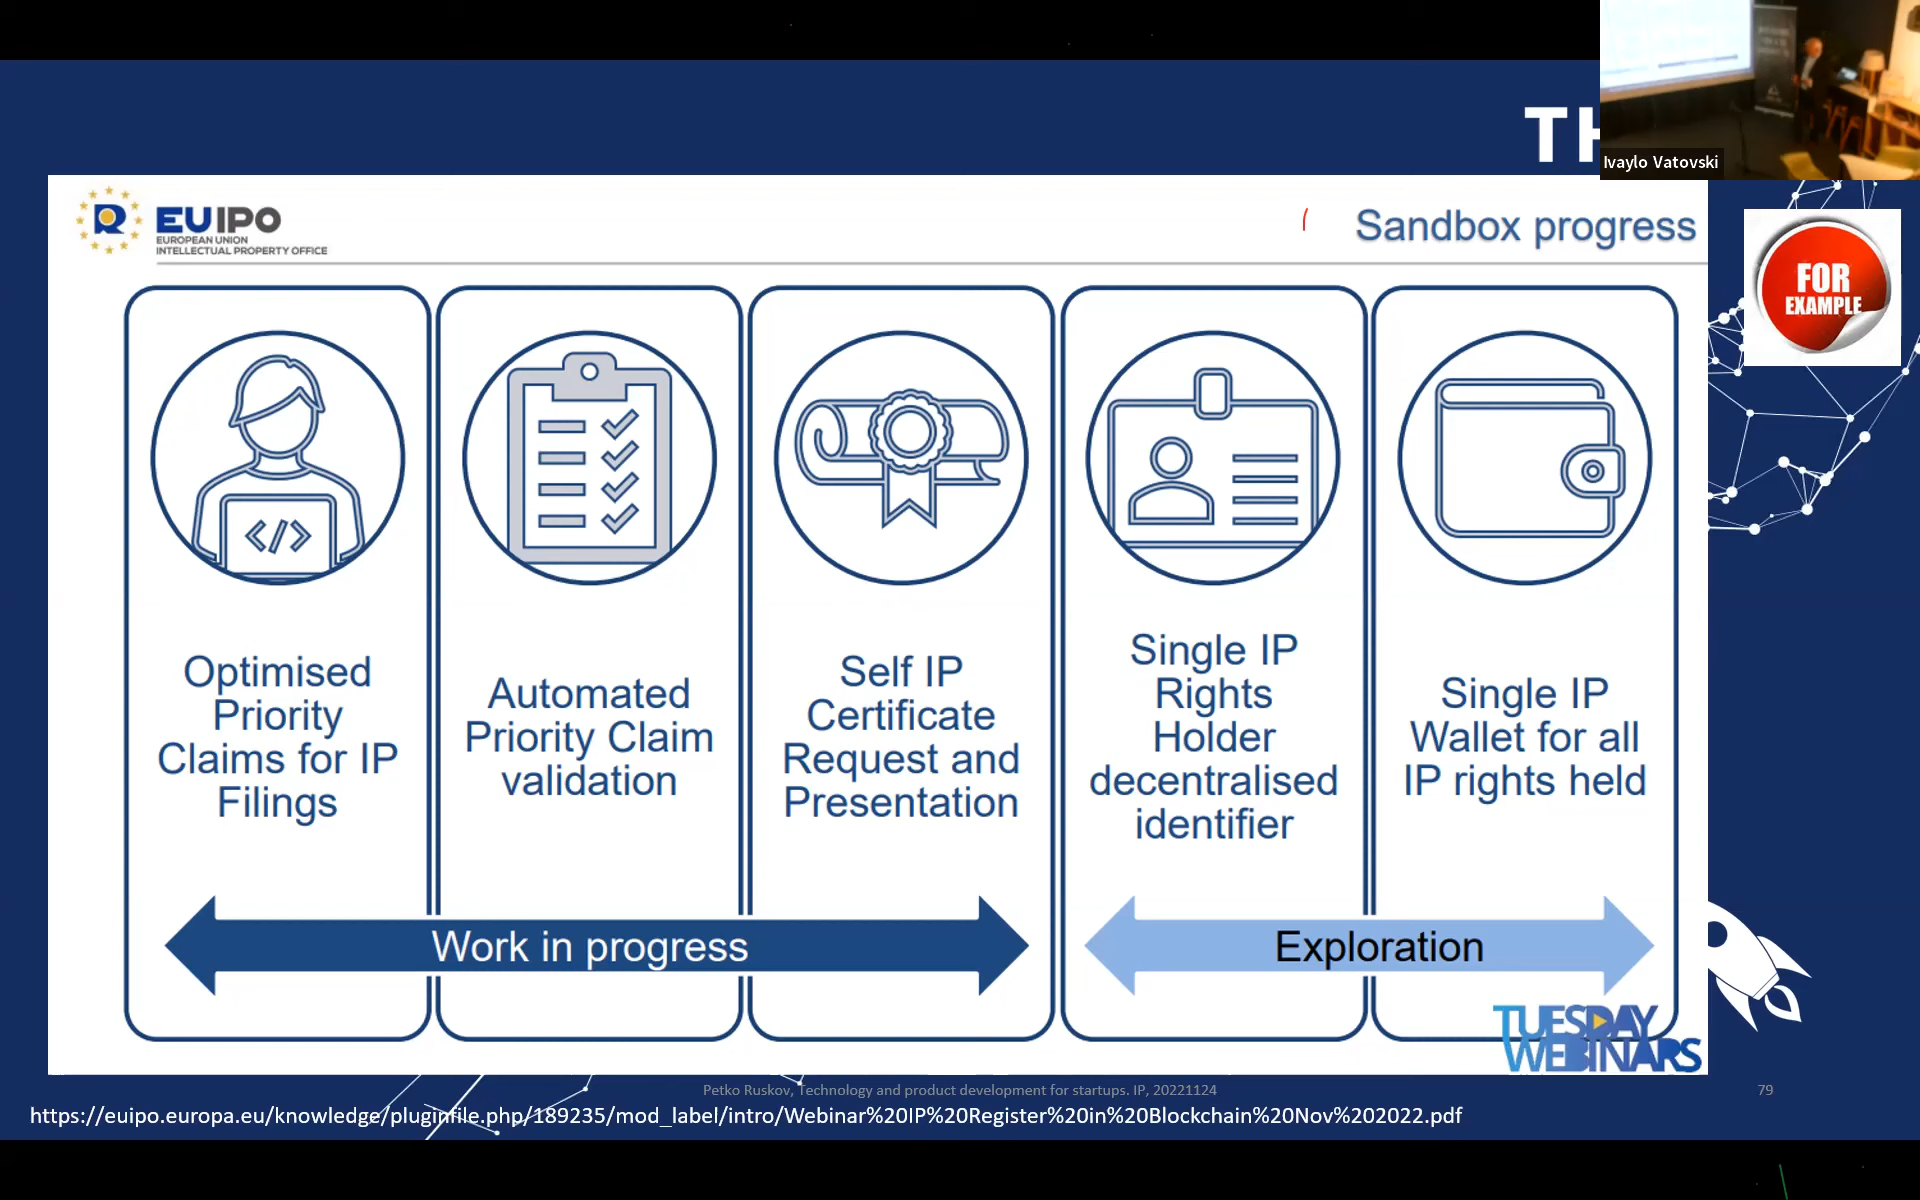 TH
Ivaylo Vatovski
EUIPO
EUROPEAN UNION
INTELLECTUAL PROPERTY OFFICE
Sandbox progress
FOR
EXAMPLE
Optimised
Priority
Claims for IP
Filings
Automated
Priority Claim
validation
Self IP
Certificate
Request and
Presentation
Single IP
Rights
Holder
decentralised
identifier
Single IP
Wallet for all
IP rights held
Work in progress
Exploration
TUESDAY
WEBINARS
Petko Ruskov, Technology and product development for startups. IP, 20221124
79
https://euipo.europa.eu/knowledge/pluginfile.php/189235/mod_label/intro/Webinar%20IP%20Register%20in%20Blockchain%20Nov%202022.pdf